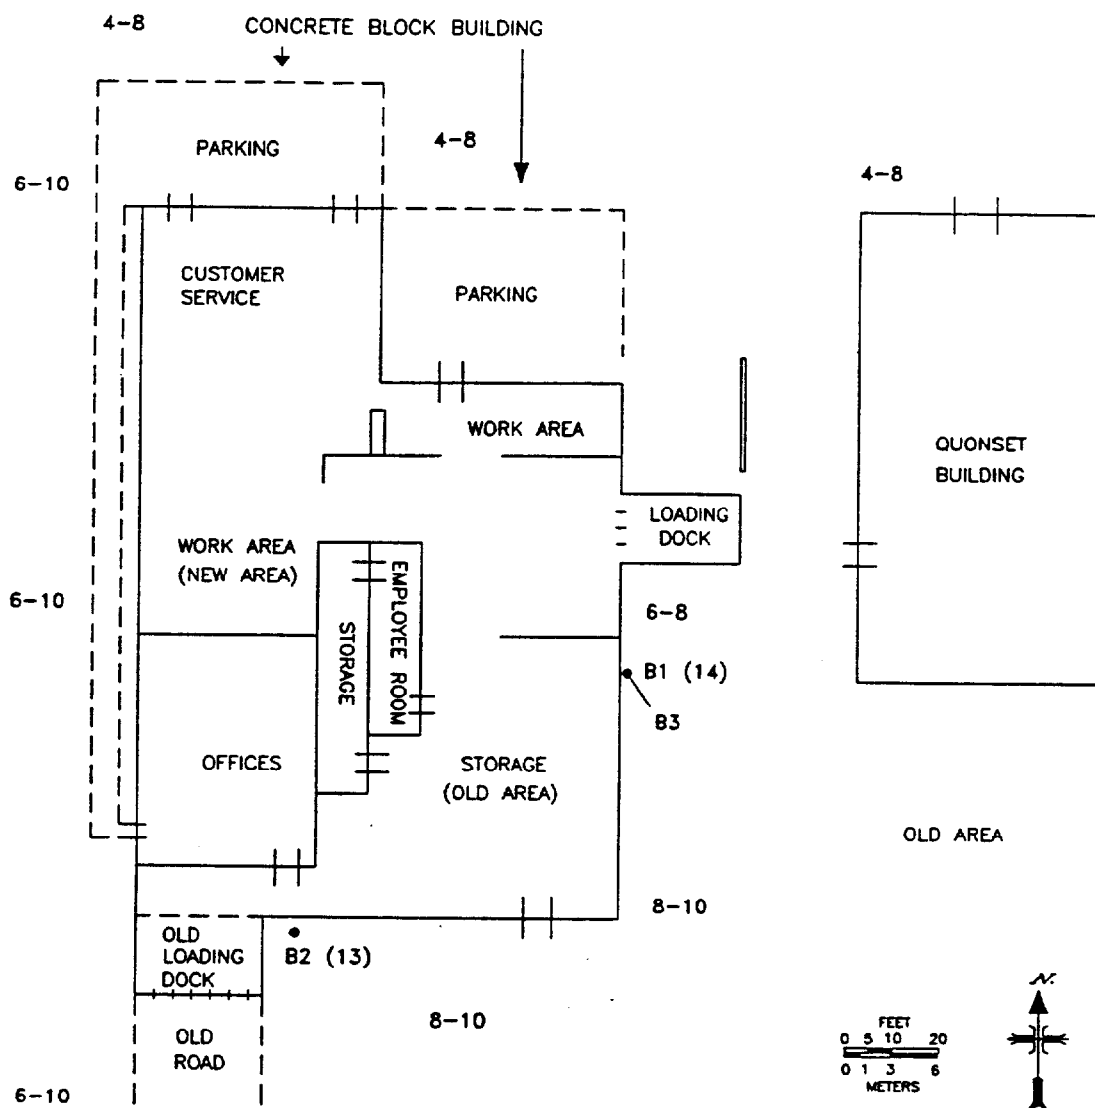 4-8
CONCRETE BLOCK BUILDING
PARKING
4-8
6-10
4-8
CUSTOMER
SERVICE
PARKING
WORK AREA
QUONSET
BUILDING
LOADING
DOCK
WORK AREA
(NEW AREA)
EMPLOYEE ROOM
STORAGE
6-10
6-8
B1 (14)
B3
OFFICES
STORAGE
(OLD AREA)
OLD AREA
8-10
OLD
LOADING
DOCK
B2 (13)
8-10
OLD
ROAD
6-10
N.
FEET
0 5 10 20
0 1 3 6
METERS